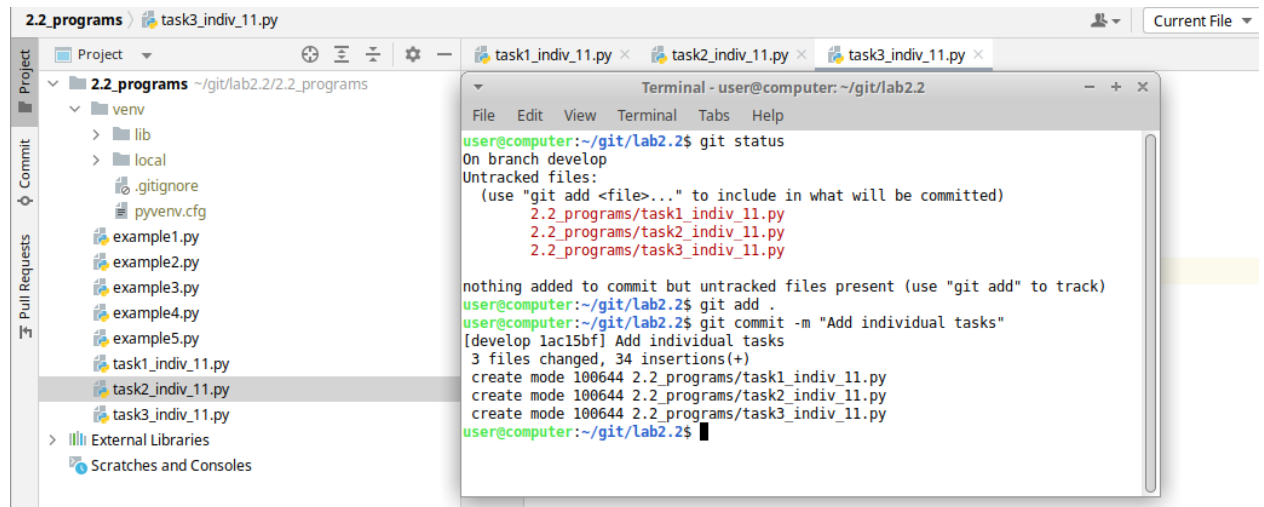 2.2_programs task3_indiv_11.py
Current File
Project
task1_indiv_11.py
task2_indiv_11.py
task3_indiv_11.py
Project
Commit
Pull Requests
2.2_programs ~/git/lab2.2/2.2_programs
venv
lib
local
.gitignore
pyvenv.cfg
example1.py
example2.py
example3.py
example4.py
example5.py
task1_indiv_11.py
task2_indiv_11.py
task3_indiv_11.py
External Libraries
Scratches and Consoles
Terminal - user@computer: ~/git/lab2.2
File Edit View Terminal Tabs Help
user@computer:~/git/lab2.2$ git status
On branch develop
Untracked files:
  (use "git add <file>..." to include in what will be committed)
        2.2_programs/task1_indiv_11.py
        2.2_programs/task2_indiv_11.py
        2.2_programs/task3_indiv_11.py
nothing added to commit but untracked files present (use "git add" to track)
user@computer:~/git/lab2.2$ git add .
user@computer:~/git/lab2.2$ git commit -m "Add individual tasks"
[develop 1ac15bf] Add individual tasks
 3 files changed, 34 insertions(+)
 create mode 100644 2.2_programs/task1_indiv_11.py
 create mode 100644 2.2_programs/task2_indiv_11.py
 create mode 100644 2.2_programs/task3_indiv_11.py
user@computer:~/git/lab2.2$